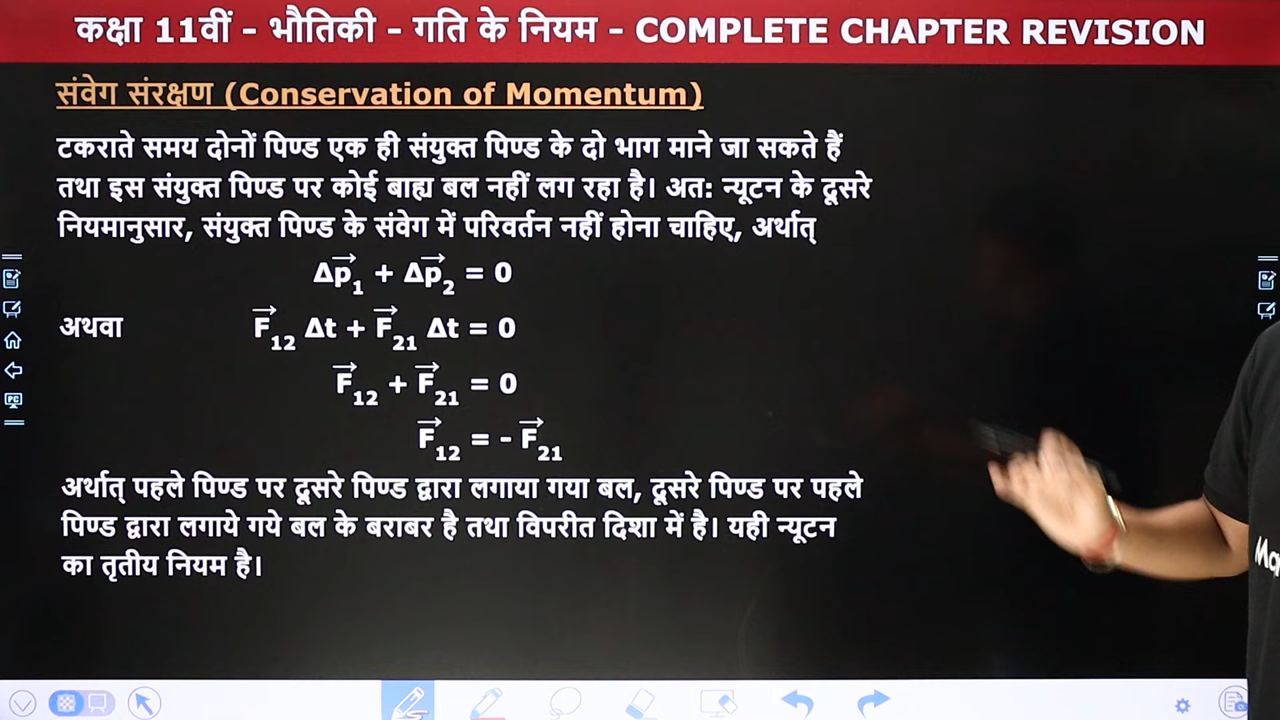 कक्षा 11वीं - भौतिकी - गति के नियम - COMPLETE CHAPTER REVISION
संवेग संरक्षण (Conservation of Momentum)
टकराते समय दोनों पिण्ड एक ही संयुक्त पिण्ड के दो भाग माने जा सकते हैं
तथा इस संयुक्त पिण्ड पर कोई बाह्य बल नहीं लग रहा है। अत: न्यूटन के दूसरे
नियमानुसार, संयुक्त पिण्ड के संवेग में परिवर्तन नहीं होना चाहिए, अर्थात्
Δp⃗₁ + Δp⃗₂ = 0
अथवा F⃗₁₂ Δt + F⃗₂₁ Δt = 0
F⃗₁₂ + F⃗₂₁ = 0
F⃗₁₂ = - F⃗₂₁
अर्थात् पहले पिण्ड पर दूसरे पिण्ड द्वारा लगाया गया बल, दूसरे पिण्ड पर पहले
पिण्ड द्वारा लगाये गये बल के बराबर है तथा विपरीत दिशा में है। यही न्यूटन
का तृतीय नियम है।
PC